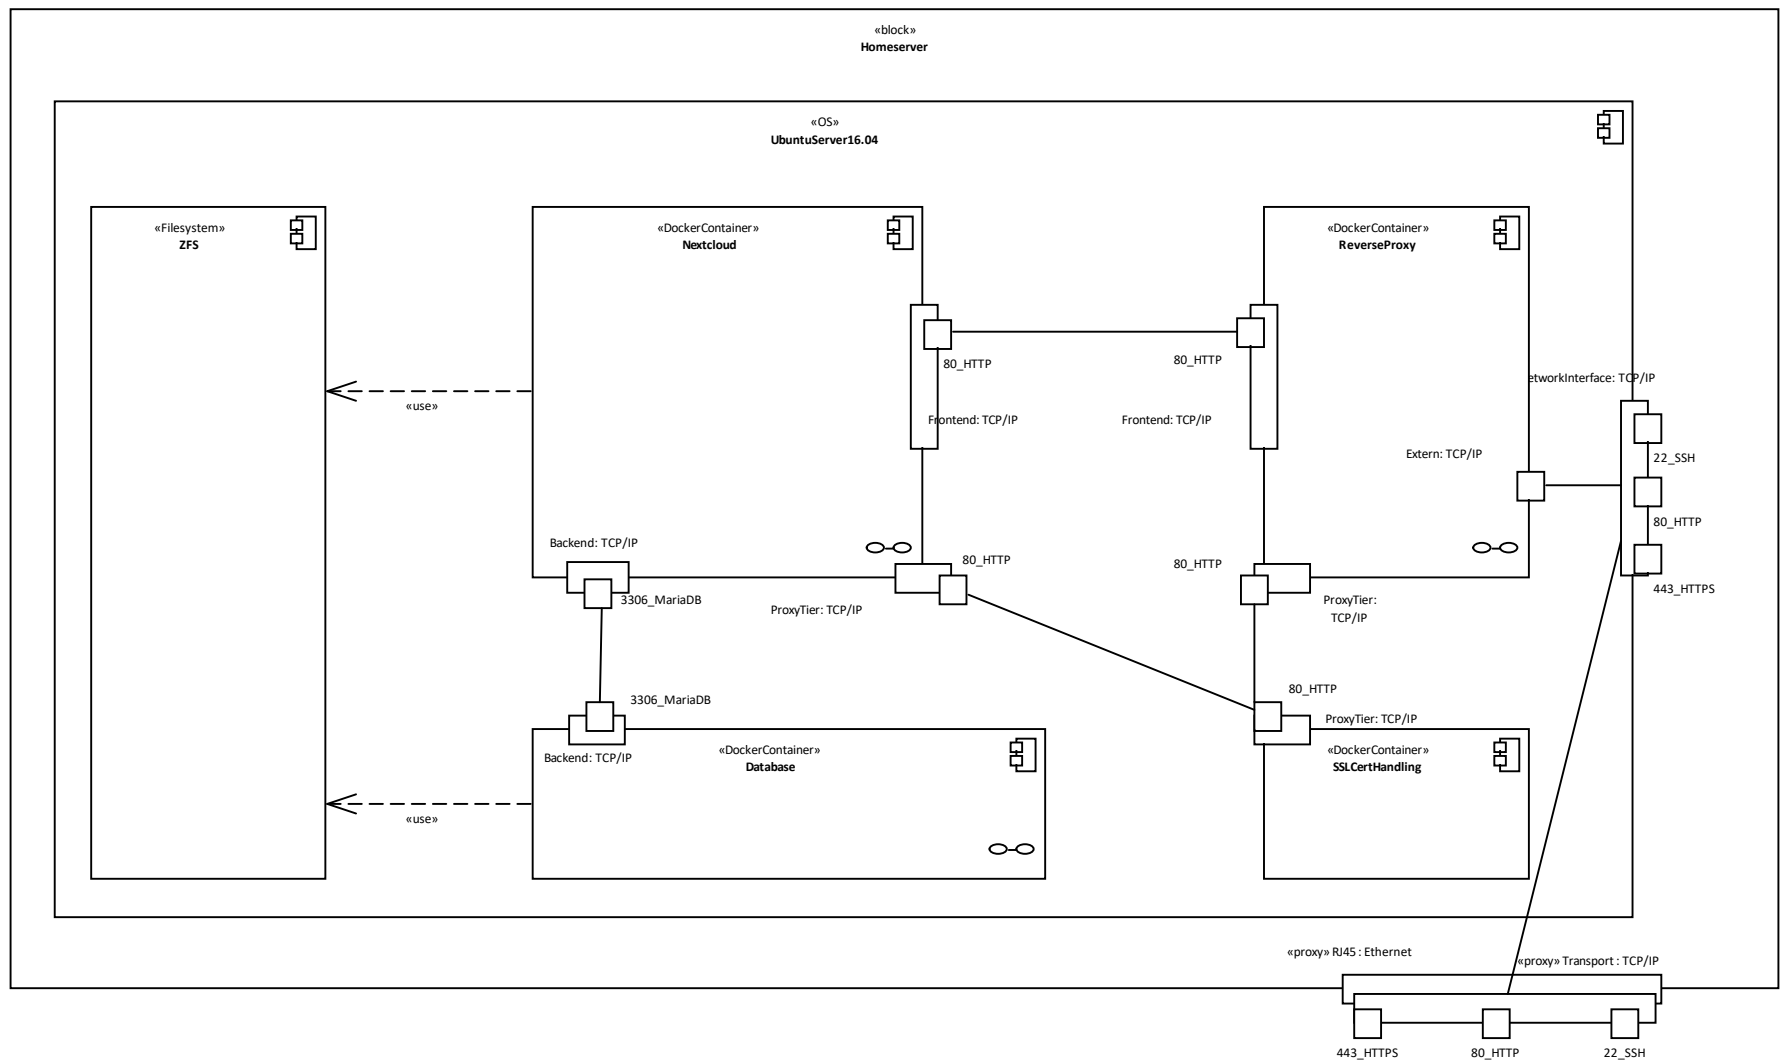 «block»
Homeserver
«OS»
UbuntuServer16.04
«Filesystem»
ZFS
«DockerContainer»
Nextcloud
«DockerContainer»
ReverseProxy
80_HTTP
80_HTTP
etworkInterface: TCP/IP
«use»
Frontend: TCP/IP
Frontend: TCP/IP
Extern: TCP/IP
22_SSH
80_HTTP
443_HTTPS
Backend: TCP/IP
80_HTTP
80_HTTP
3306_MariaDB
ProxyTier: TCP/IP
ProxyTier:
TCP/IP
3306_MariaDB
80_HTTP
ProxyTier: TCP/IP
Backend: TCP/IP
«DockerContainer»
Database
«DockerContainer»
SSLCertHandling
«use»
«proxy» RJ45 : Ethernet
«proxy» Transport : TCP/IP
443_HTTPS
80_HTTP
22_SSH